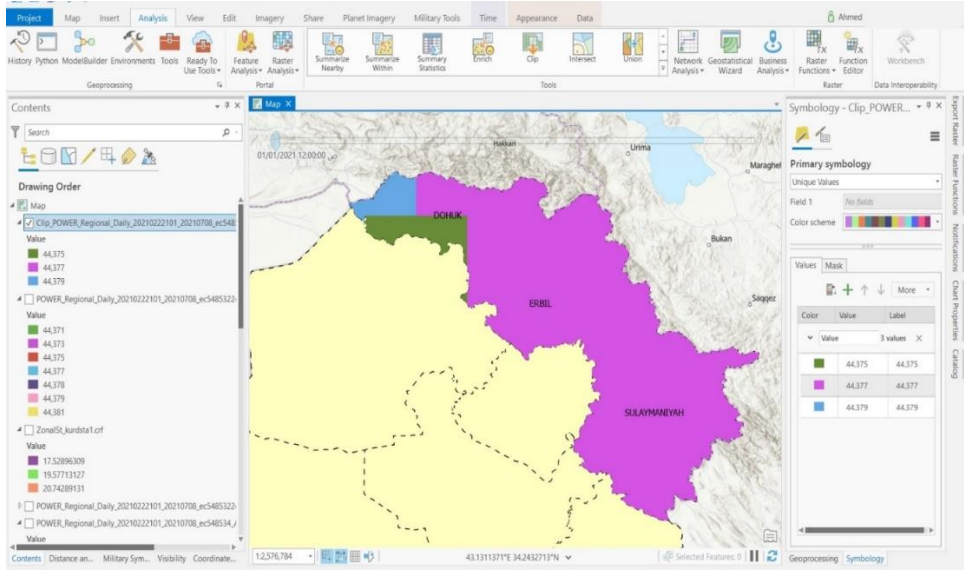 Project Map Insert Analysis View Edit Imagery Share Planet Imagery Military Tools Time Appearance Data Ahmed
History Python ModelBuilder Environments Tools Ready To Use Tools Feature Analysis Raster Analysis Summarize Nearby Summarize Within Summary Statistics Enrich Clip Intersect Union Network Analysis Geostatistical Wizard Business Analysis Raster Functions Function Editor Workbench
Geoprocessing Portal Tools Raster Data Interoperability
Contents
Search
Drawing Order
Map
Clip_POWER_Regional_Daily_20210222101_20210708_ec548
Value
44,375
44,377
44,379
POWER_Regional_Daily_20210222101_20210708_ec5485322
Value
44,371
44,373
44,375
44,377
44,378
44,379
44,381
ZonalSt_kurdsta1.crf
Value
17.52896309
19.57713127
20.74289131
POWER_Regional_Daily_20210222101_20210708_ec5485322
POWER_Regional_Daily_20210222101_20210708_ec548534_/
Value
Contents Distance an... Military Sym... Visibility Coordinate...
Map
01/01/2021 12:00:00 ص
Hakkari
Urima
Maraghel
DOHUK
Bukan
ERBIL
Saqqez
SULAYMANIYAH
1:2,576,784 43.1311371°E 34.2432713°N Selected Features: 0
Symbology - Clip_POWER...
Primary symbology
Unique Values
Field 1 No fields
Color scheme
Values Mask
More
Color Value Label
Value 3 values
44,375 44,375
44,377 44,377
44,379 44,379
Geoprocessing Symbology
Export Raster
Raster Functions
Notifications
Chart Properties
Catalog